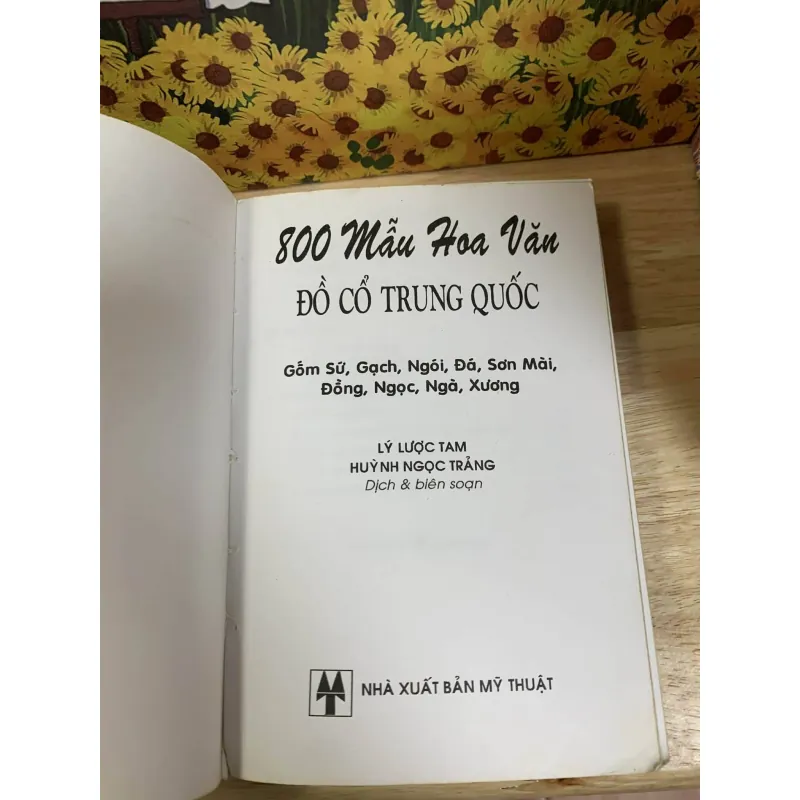 800 Mẫu Hoa Văn
ĐỒ CỔ TRUNG QUỐC
Gốm Sứ, Gạch, Ngói, Đá, Sơn Mài,
Đồng, Ngọc, Ngà, Xương
LÝ LƯỢC TAM
HUỲNH NGỌC TRẢNG
Dịch & biên soạn
NHÀ XUẤT BẢN MỸ THUẬT